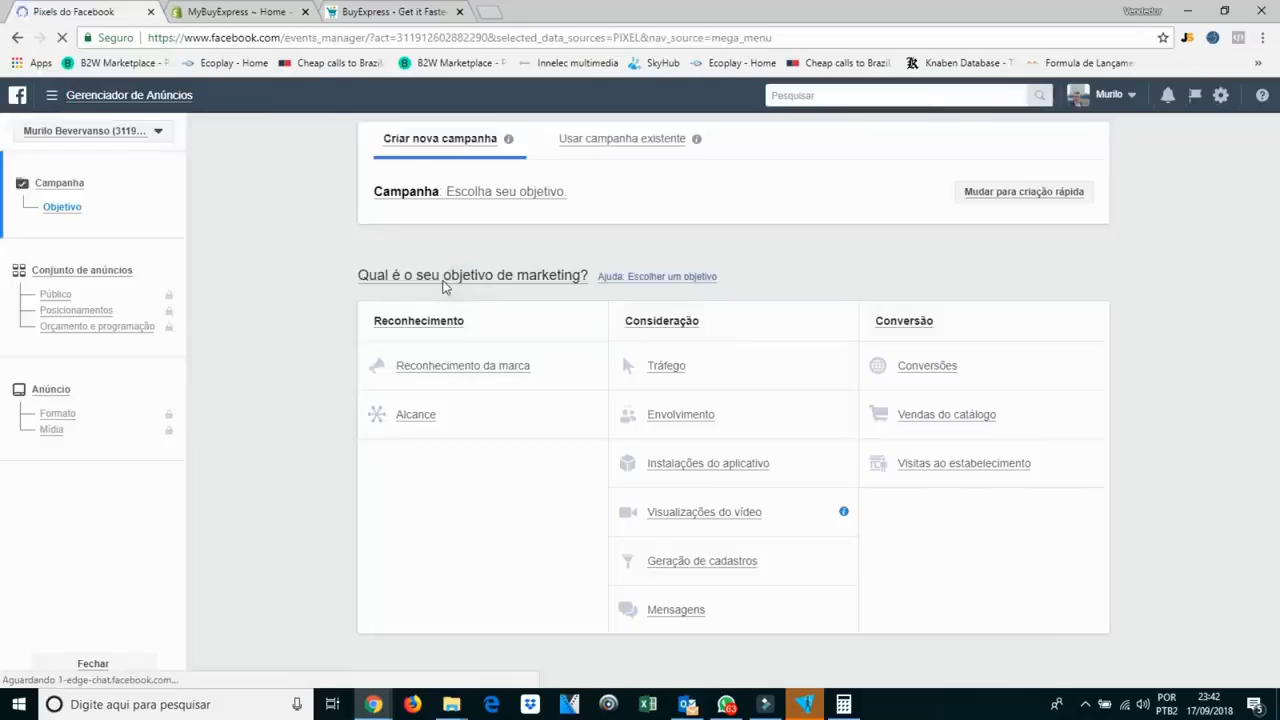 Pixels do Facebook
MyBuyExpress ~ Home -
BuyExpress - Get it Faste
Vendedor
Seguro
https://www.facebook.com/events_manager/?act=311912602882290&selected_data_sources=PIXEL&nav_source=mega_menu
Apps
B2W Marketplace -
Ecoplay - Home
Cheap calls to Brazil
B2W Marketplace -
Innelec multimedia
SkyHub
Ecoplay - Home
Cheap calls to Brazil
Knaben Database -
Formula de Lançame
Gerenciador de Anúncios
Pesquisar
Murilo
Murilo Bevervanso (3119...
Criar nova campanha
Usar campanha existente
Campanha
Campanha: Escolha seu objetivo.
Mudar para criação rápida
Objetivo
Conjunto de anúncios
Qual é o seu objetivo de marketing?
Ajuda: Escolher um objetivo
Público
Posicionamentos
Orçamento e programação
Reconhecimento
Consideração
Conversão
Reconhecimento da marca
Tráfego
Conversões
Anúncio
Formato
Mídia
Alcance
Envolvimento
Vendas do catálogo
Instalações do aplicativo
Visitas ao estabelecimento
Visualizações do vídeo
Geração de cadastros
Mensagens
Fechar
Aguardando 1-edge-chat.facebook.com...
Digite aqui para pesquisar
63
POR
PTB2
23:42
17/09/2018